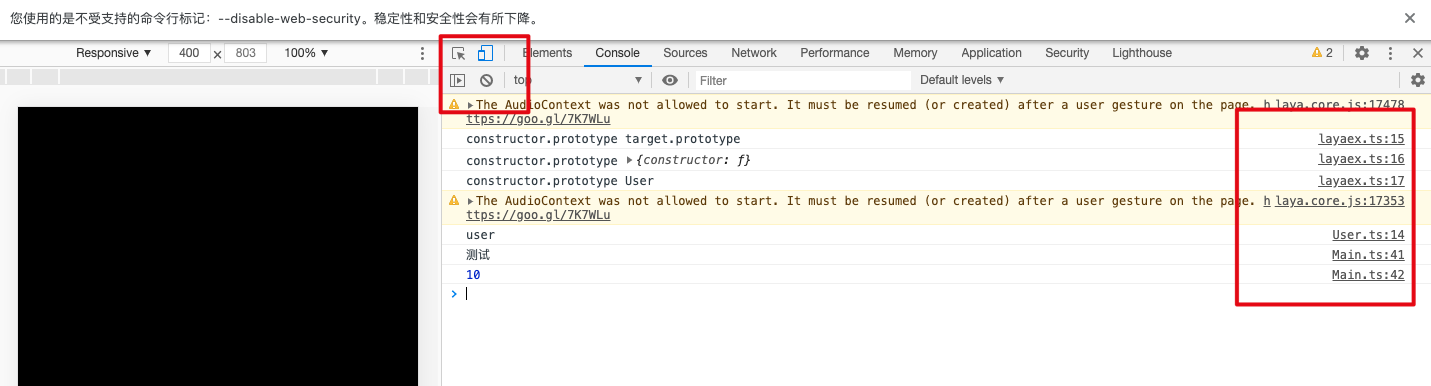 您使用的是不受支持的命令行标记：--disable-web-security。稳定性和安全性会有所下降。
Responsive 400 × 803 100%
Elements Console Sources Network Performance Memory Application Security Lighthouse 2
top Filter Default levels
The AudioContext was not allowed to start. It must be resumed (or created) after a user gesture on the page. h laya.core.js:17478
ttps://goo.gl/7K7WLu
constructor.prototype target.prototype layaex.ts:15
constructor.prototype {constructor: ƒ} layaex.ts:16
constructor.prototype User layaex.ts:17
The AudioContext was not allowed to start. It must be resumed (or created) after a user gesture on the page. h laya.core.js:17353
ttps://goo.gl/7K7WLu
user User.ts:14
测试 Main.ts:41
10 Main.ts:42